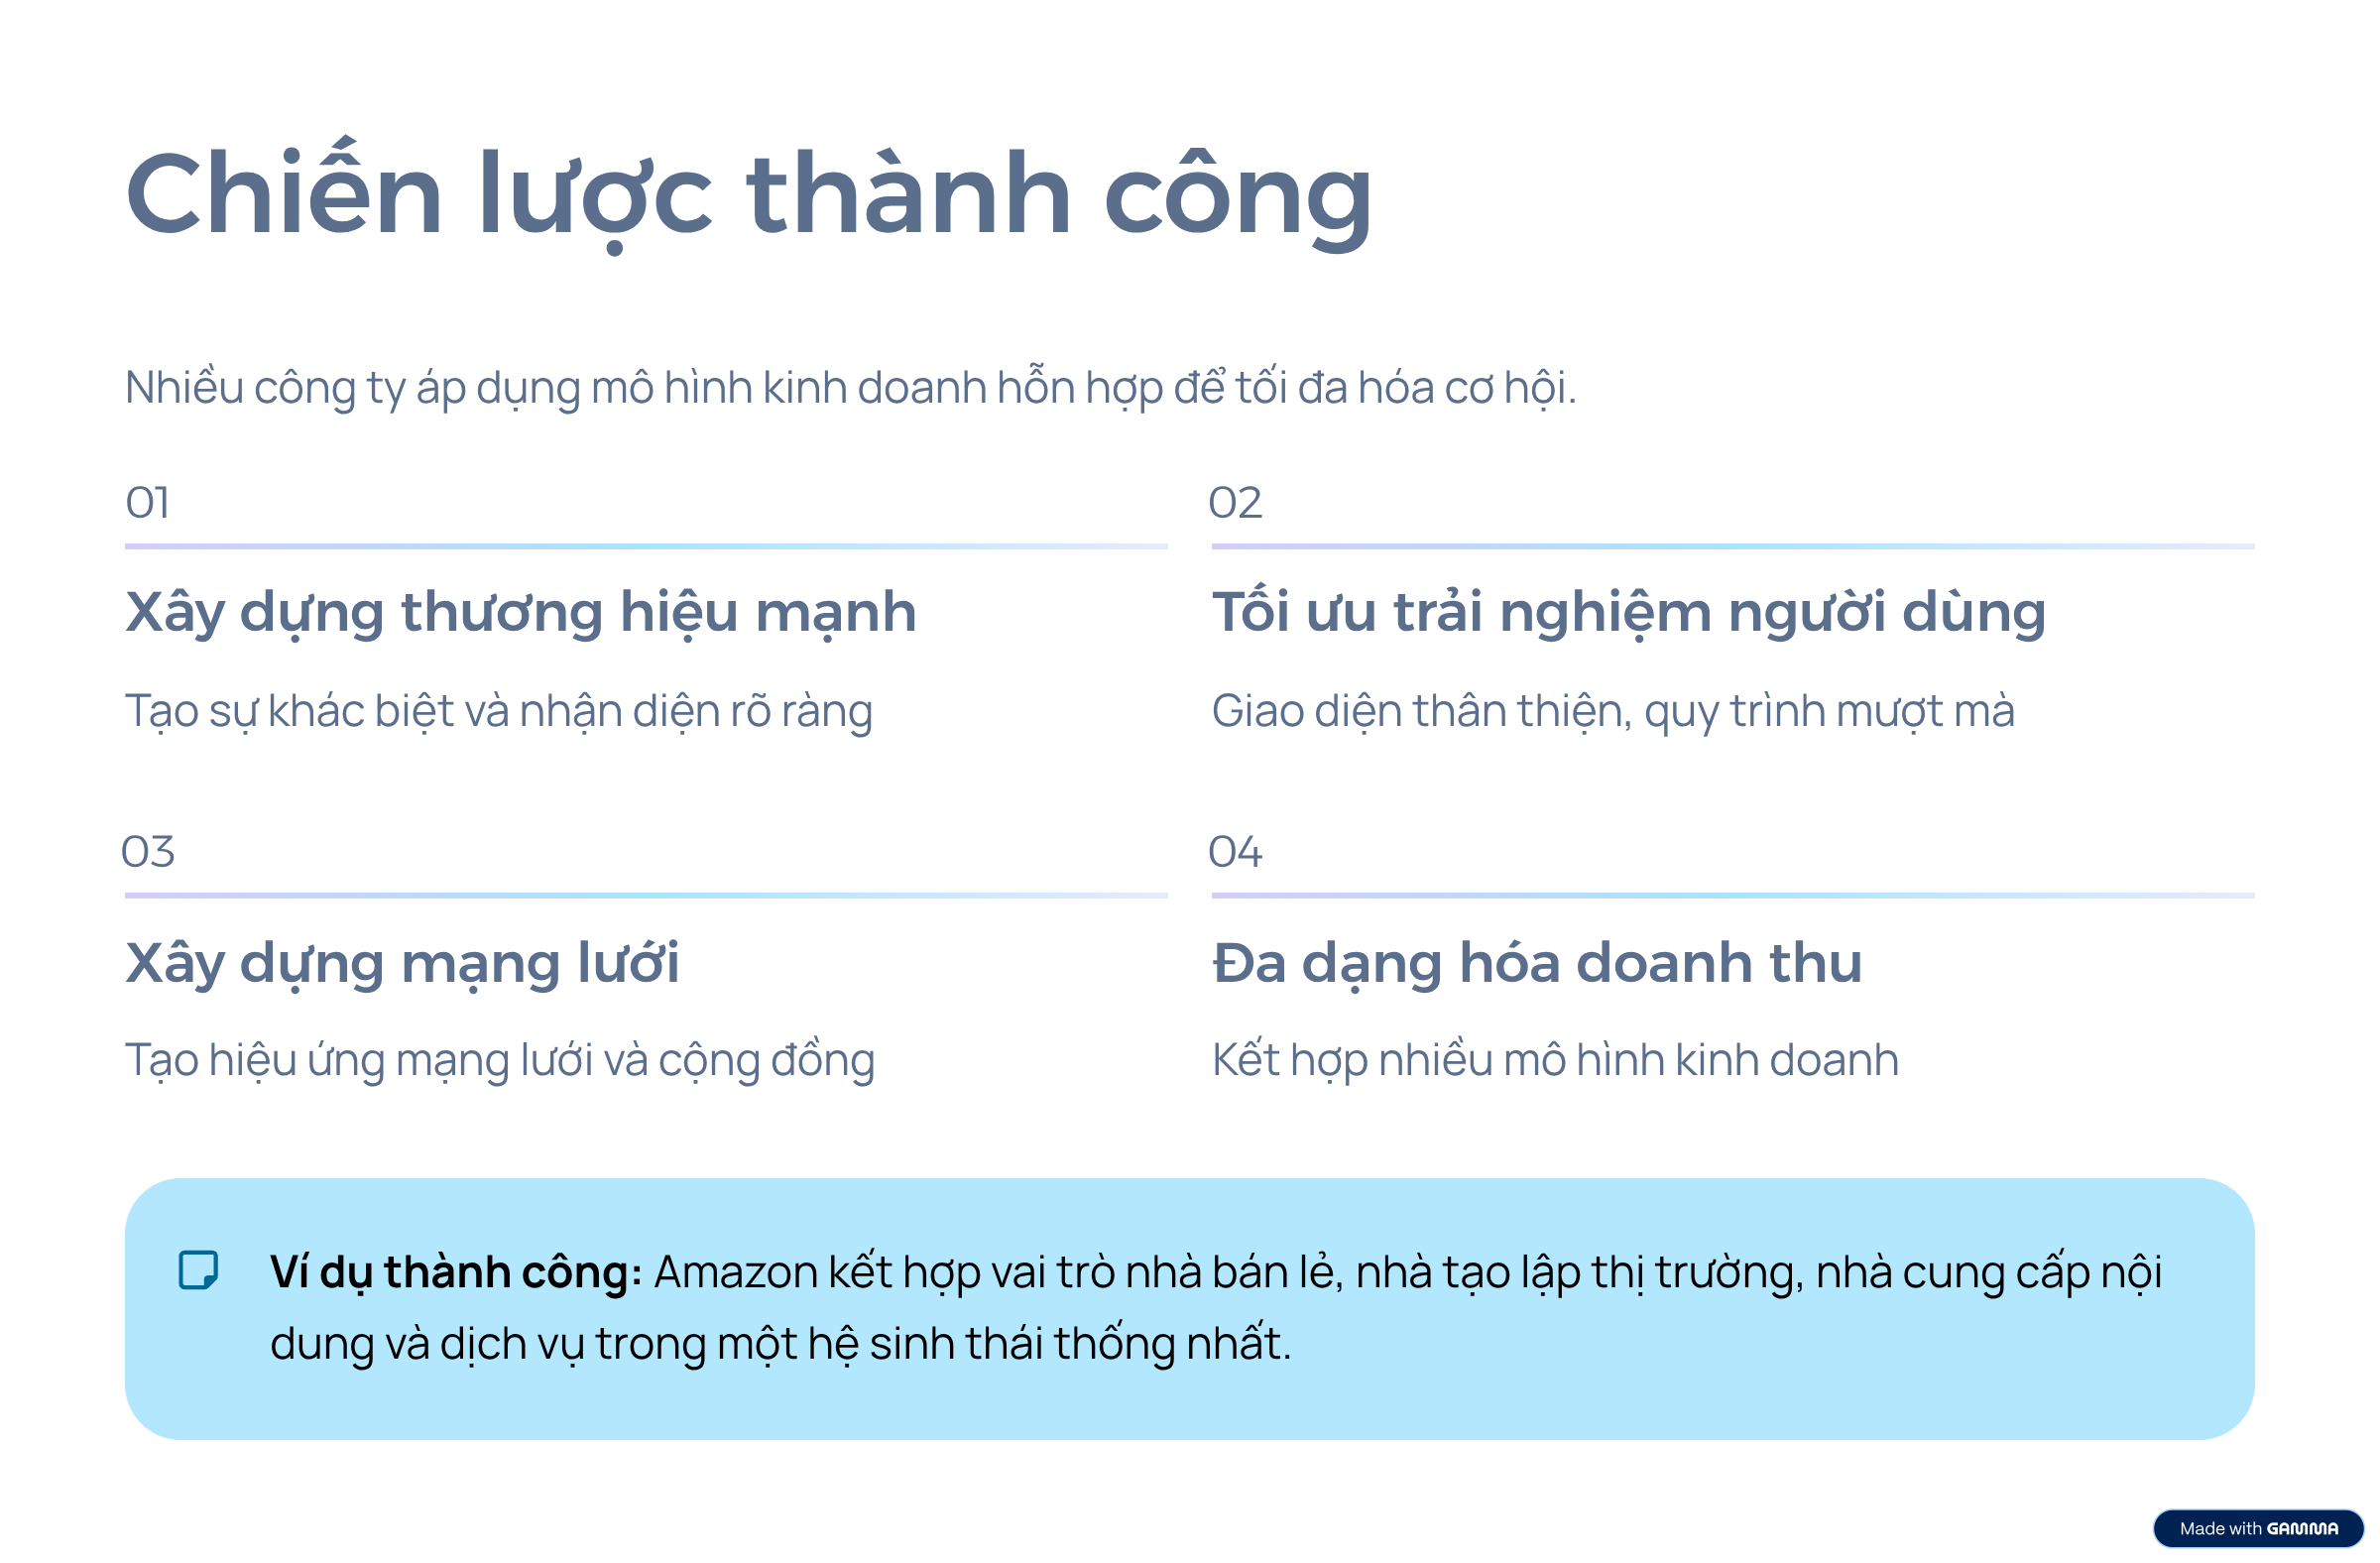 Chiến lược thành công
Nhiều công ty áp dụng mô hình kinh doanh hỗn hợp để tối đa hóa cơ hội.
01
Xây dựng thương hiệu mạnh
Tạo sự khác biệt và nhận diện rõ ràng
02
Tối ưu trải nghiệm người dùng
Giao diện thân thiện, quy trình mượt mà
03
Xây dựng mạng lưới
Tạo hiệu ứng mạng lưới và cộng đồng
04
Đa dạng hóa doanh thu
Kết hợp nhiều mô hình kinh doanh
Ví dụ thành công: Amazon kết hợp vai trò nhà bán lẻ, nhà tạo lập thị trường, nhà cung cấp nội
dung và dịch vụ trong một hệ sinh thái thống nhất.
Made with GAMMA